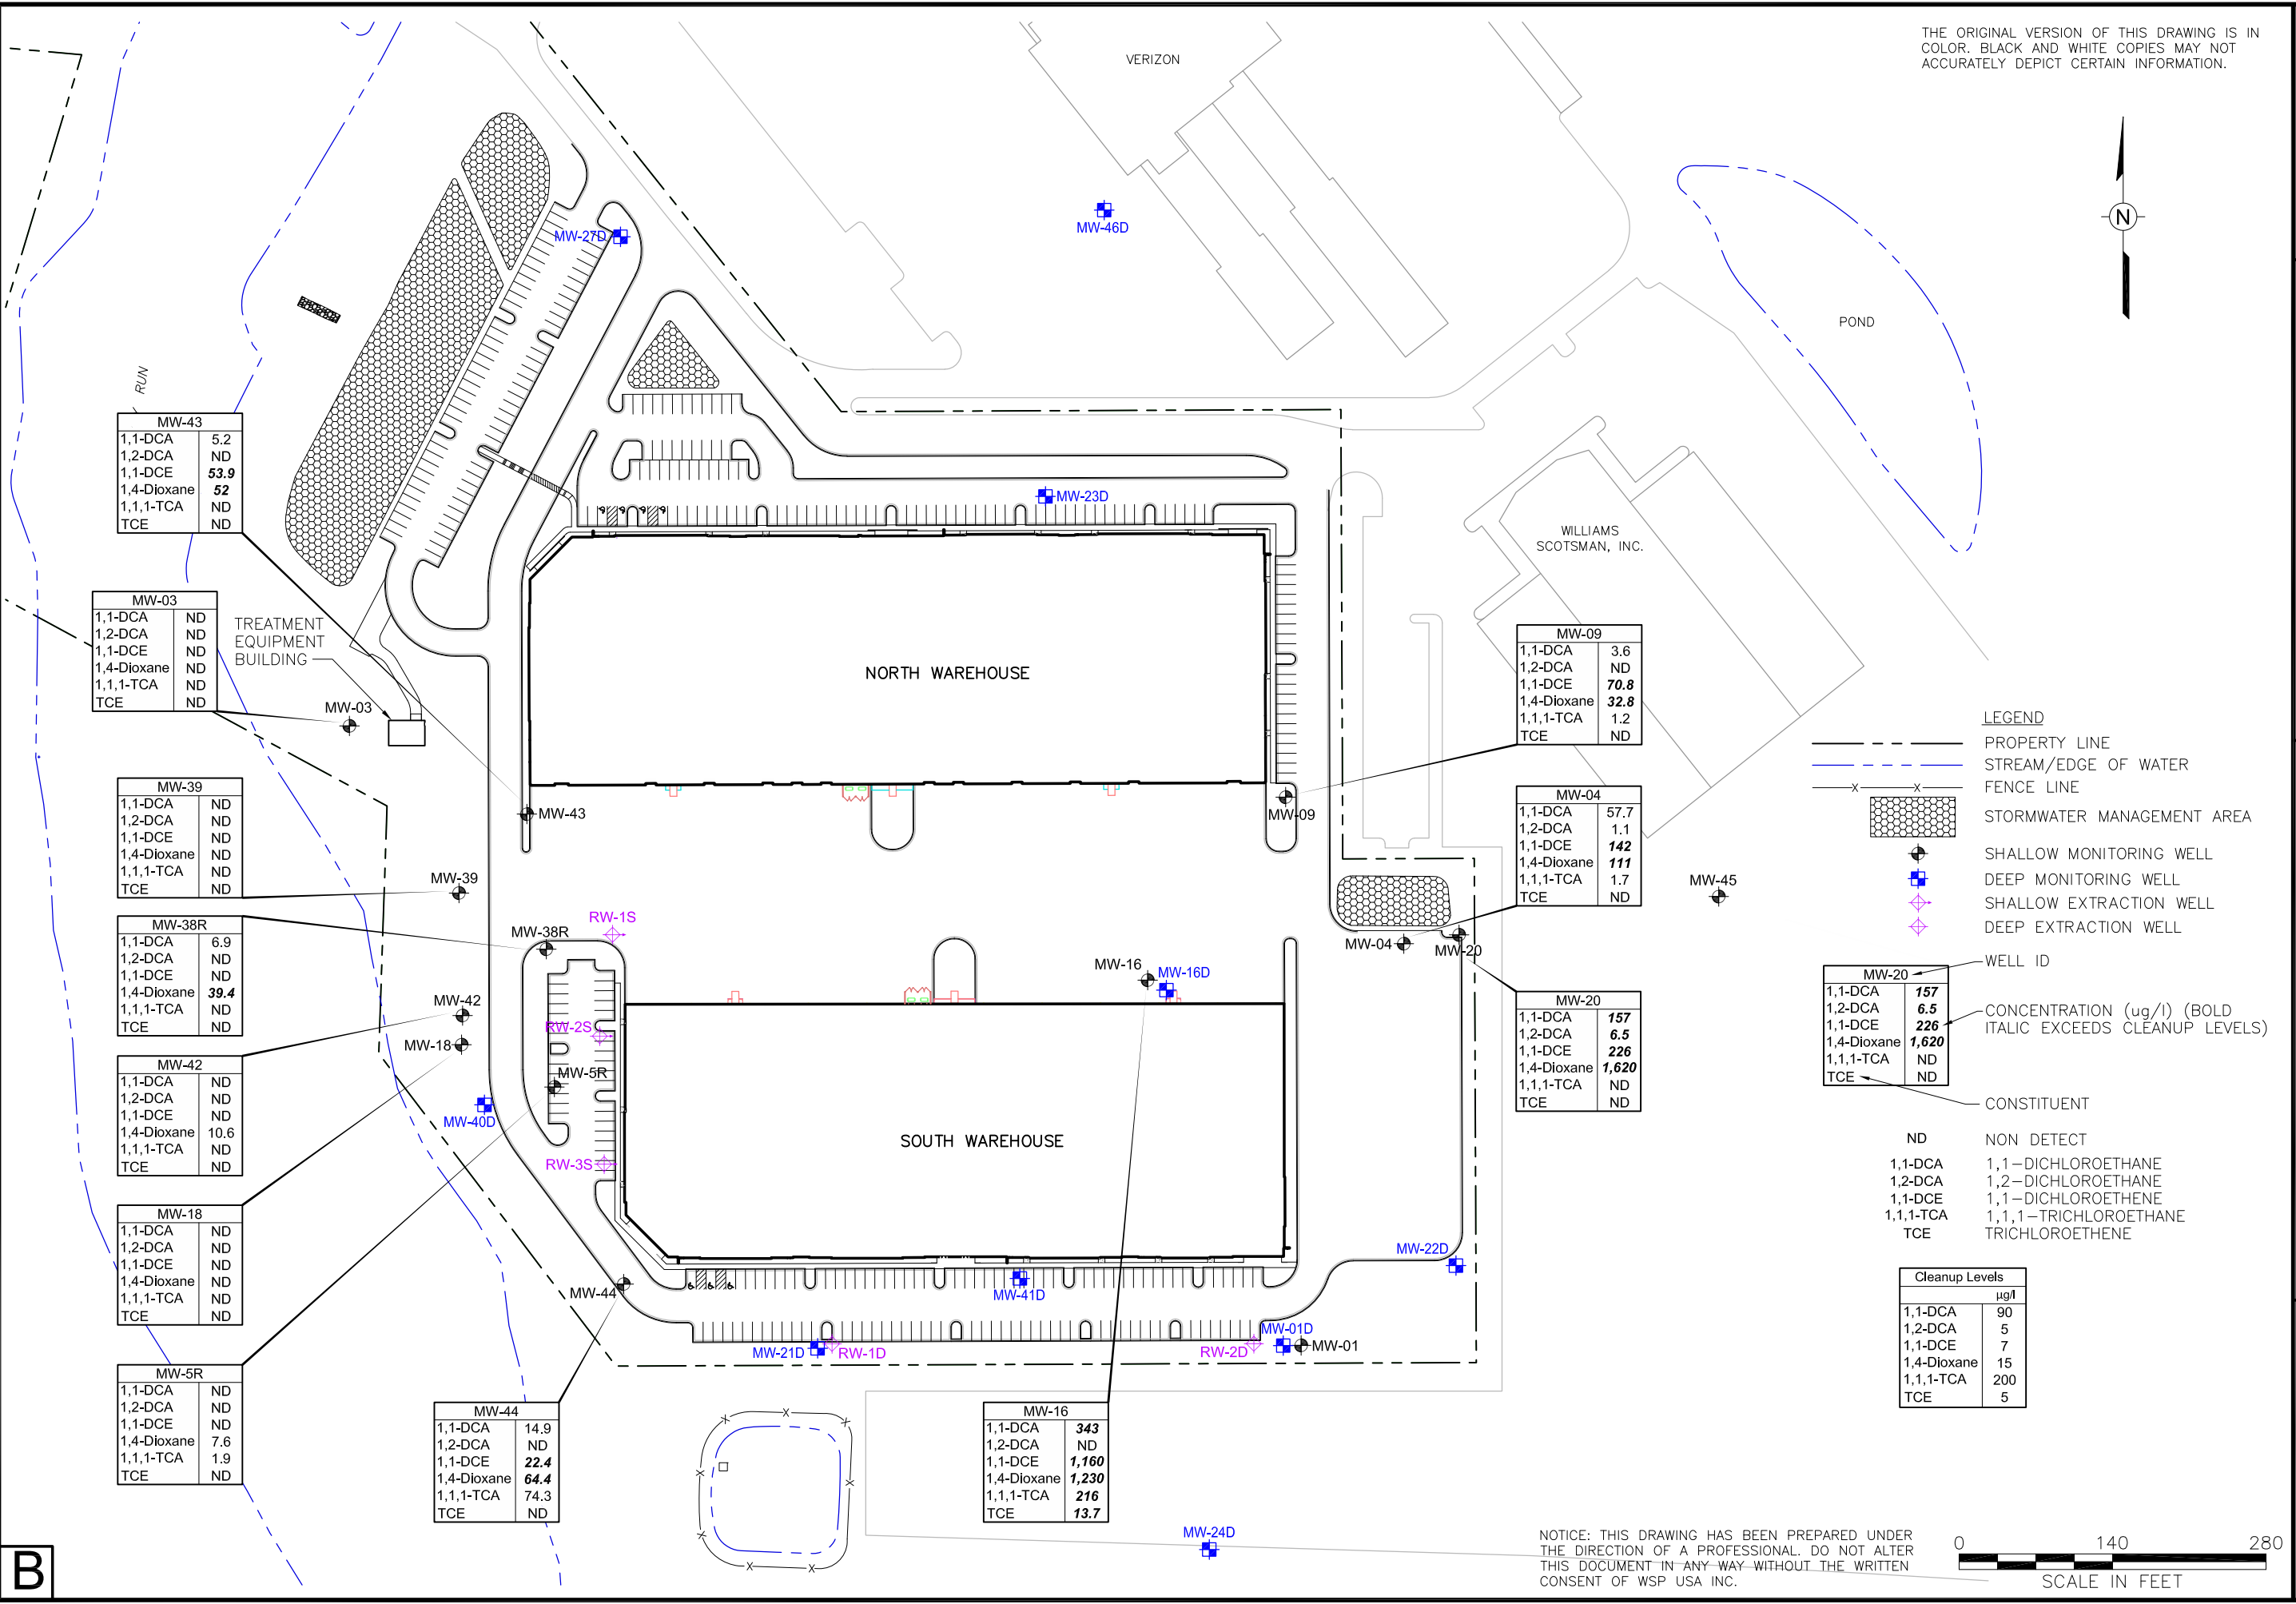 THE ORIGINAL VERSION OF THIS DRAWING IS IN
COLOR. BLACK AND WHITE COPIES MAY NOT
ACCURATELY DEPICT CERTAIN INFORMATION.
VERIZON
MW-46D
MW-27D
N
POND
RUN
MW-43
1,1-DCA 5.2
1,2-DCA ND
1,1-DCE 53.9
1,4-Dioxane 52
1,1,1-TCA ND
TCE ND
MW-23D
WILLIAMS
SCOTSMAN, INC.
MW-03
1,1-DCA ND
1,2-DCA ND
1,1-DCE ND
1,4-Dioxane ND
1,1,1-TCA ND
TCE ND
TREATMENT
EQUIPMENT
BUILDING
MW-03
NORTH WAREHOUSE
MW-09
1,1-DCA 3.6
1,2-DCA ND
1,1-DCE 70.8
1,4-Dioxane 32.8
1,1,1-TCA 1.2
TCE ND
LEGEND
PROPERTY LINE
STREAM/EDGE OF WATER
X X FENCE LINE
STORMWATER MANAGEMENT AREA
SHALLOW MONITORING WELL
DEEP MONITORING WELL
SHALLOW EXTRACTION WELL
DEEP EXTRACTION WELL
MW-39
1,1-DCA ND
1,2-DCA ND
1,1-DCE ND
1,4-Dioxane ND
1,1,1-TCA ND
TCE ND
MW-43
MW-09
MW-04
1,1-DCA 57.7
1,2-DCA 1.1
1,1-DCE 142
1,4-Dioxane 111
1,1,1-TCA 1.7
TCE ND
MW-39
MW-45
MW-38R
1,1-DCA 6.9
1,2-DCA ND
1,1-DCE ND
1,4-Dioxane 39.4
1,1,1-TCA ND
TCE ND
RW-1S
MW-38R
MW-04
MW-20
MW-16
MW-16D
WELL ID
MW-20
1,1-DCA 157
1,2-DCA 6.5
1,1-DCE 226
1,4-Dioxane 1,620
1,1,1-TCA ND
TCE ND
CONCENTRATION (ug/l) (BOLD
ITALIC EXCEEDS CLEANUP LEVELS)
CONSTITUENT
MW-42
RW-2S
MW-18
MW-20
1,1-DCA 157
1,2-DCA 6.5
1,1-DCE 226
1,4-Dioxane 1,620
1,1,1-TCA ND
TCE ND
MW-42
1,1-DCA ND
1,2-DCA ND
1,1-DCE ND
1,4-Dioxane 10.6
1,1,1-TCA ND
TCE ND
MW-5R
MW-40D
SOUTH WAREHOUSE
RW-3S
ND NON DETECT
1,1-DCA 1,1-DICHLOROETHANE
1,2-DCA 1,2-DICHLOROETHANE
1,1-DCE 1,1-DICHLOROETHENE
1,1,1-TCA 1,1,1-TRICHLOROETHANE
TCE TRICHLOROETHENE
MW-18
1,1-DCA ND
1,2-DCA ND
1,1-DCE ND
1,4-Dioxane ND
1,1,1-TCA ND
TCE ND
MW-22D
MW-44
MW-41D
Cleanup Levels
µg/l
1,1-DCA 90
1,2-DCA 5
1,1-DCE 7
1,4-Dioxane 15
1,1,1-TCA 200
TCE 5
MW-01D
MW-21D
RW-1D
RW-2D
MW-01
MW-5R
1,1-DCA ND
1,2-DCA ND
1,1-DCE ND
1,4-Dioxane 7.6
1,1,1-TCA 1.9
TCE ND
MW-44
1,1-DCA 14.9
1,2-DCA ND
1,1-DCE 22.4
1,4-Dioxane 64.4
1,1,1-TCA 74.3
TCE ND
X X X X X X X X
MW-16
1,1-DCA 343
1,2-DCA ND
1,1-DCE 1,160
1,4-Dioxane 1,230
1,1,1-TCA 216
TCE 13.7
MW-24D
NOTICE: THIS DRAWING HAS BEEN PREPARED UNDER
THE DIRECTION OF A PROFESSIONAL. DO NOT ALTER
THIS DOCUMENT IN ANY WAY WITHOUT THE WRITTEN
CONSENT OF WSP USA INC.
0 140 280
SCALE IN FEET
B